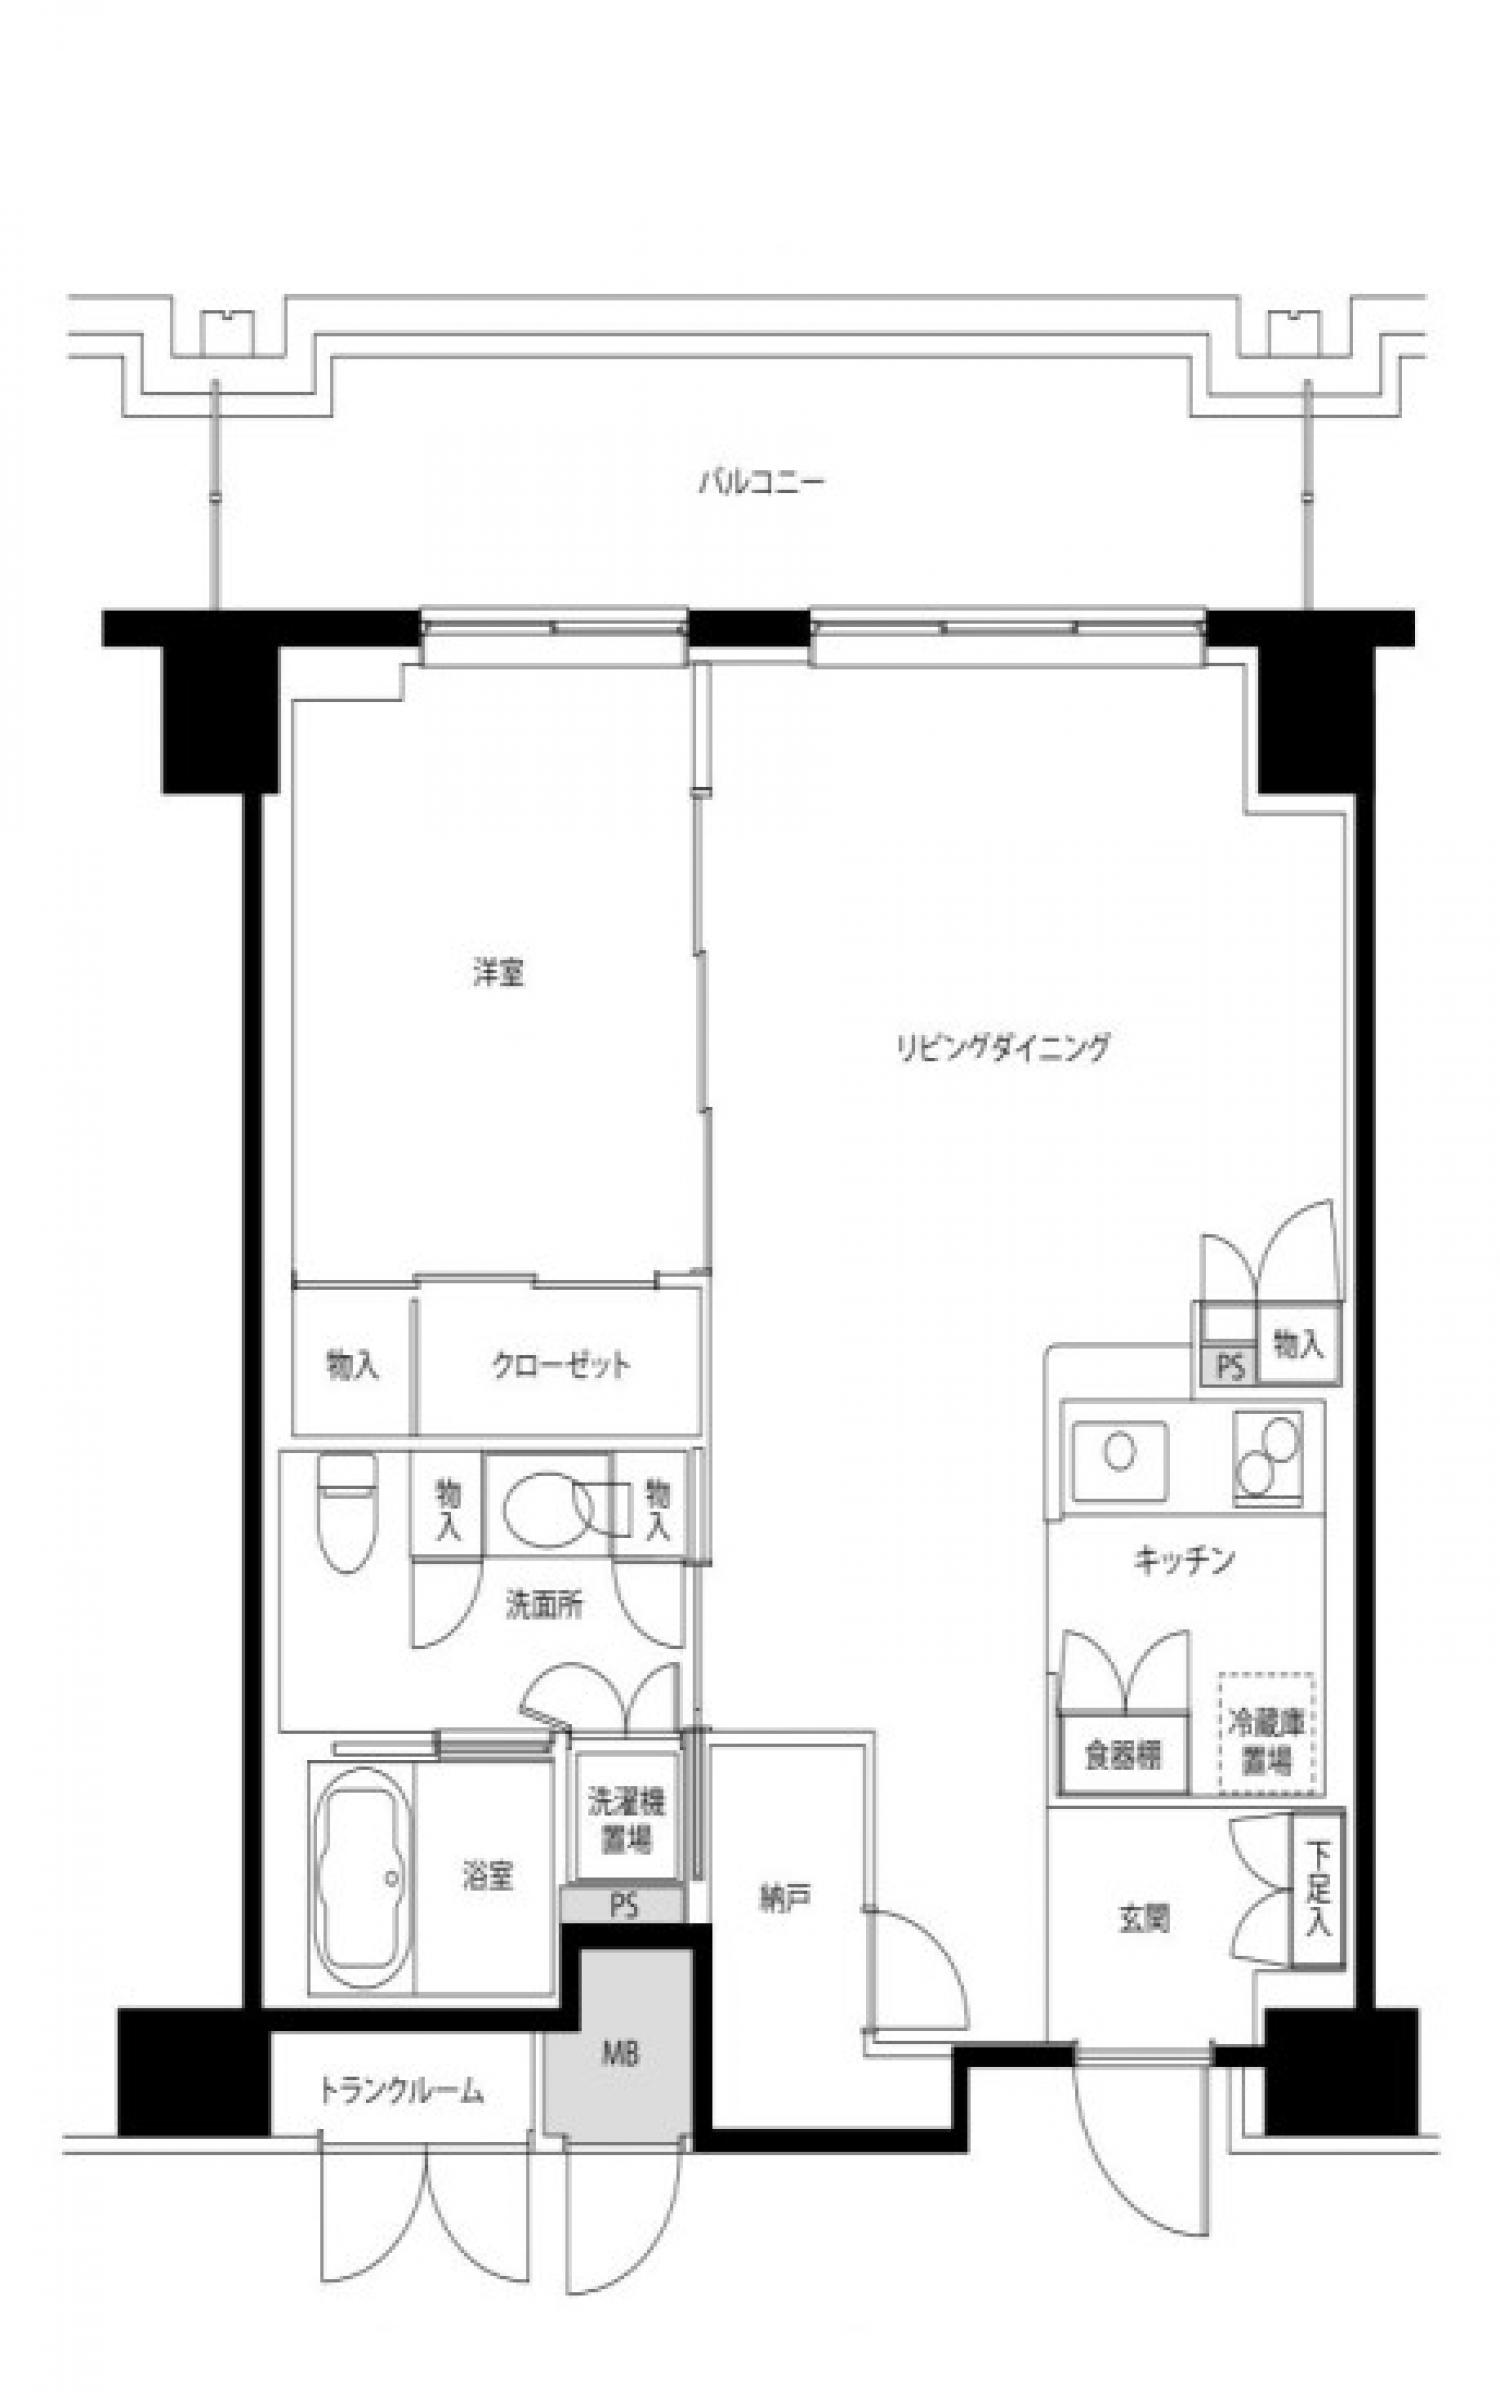 バルコニー
洋室
リビングダイニング
物入
PS
物入
クローゼット
物入
物入
キッチン
洗面所
冷蔵庫
置場
食器棚
洗濯機
置場
浴室
PS
納戸
玄関
下足入
MB
トランクルーム